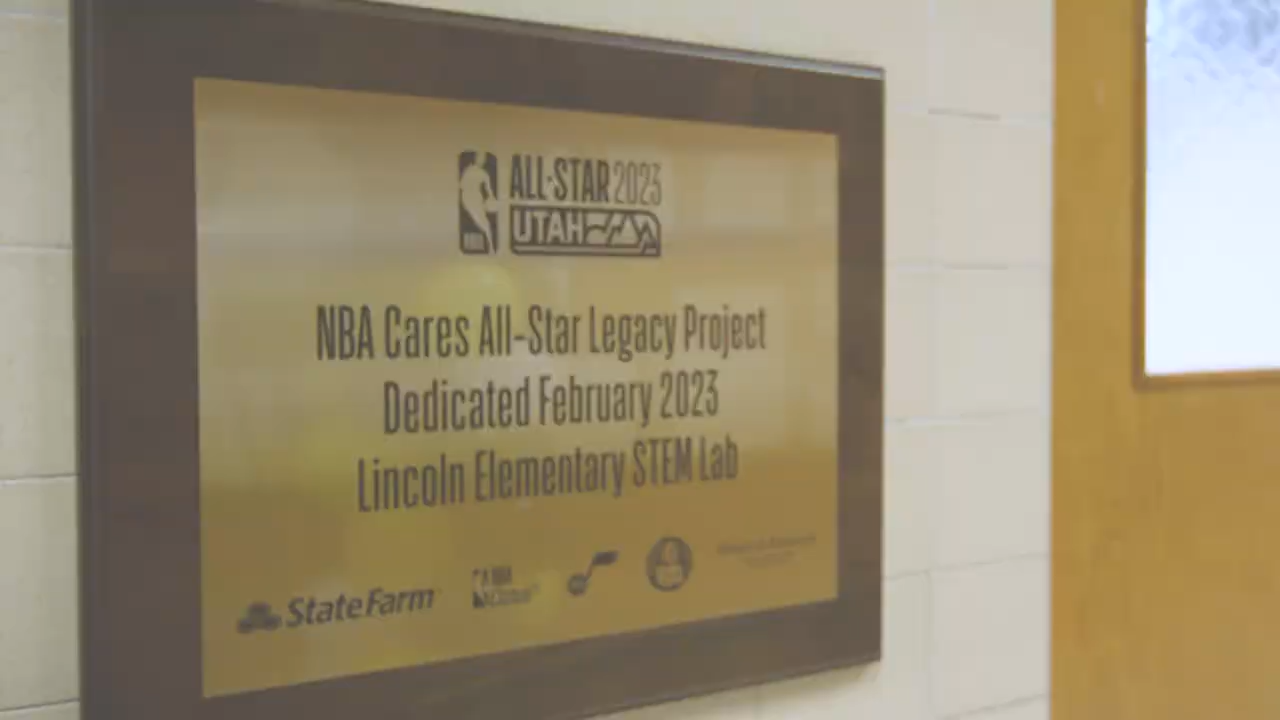 ALL-STAR 2023
UTAH
NBA Cares All-Star Legacy Project
Dedicated February 2023
Lincoln Elementary STEM Lab
State Farm